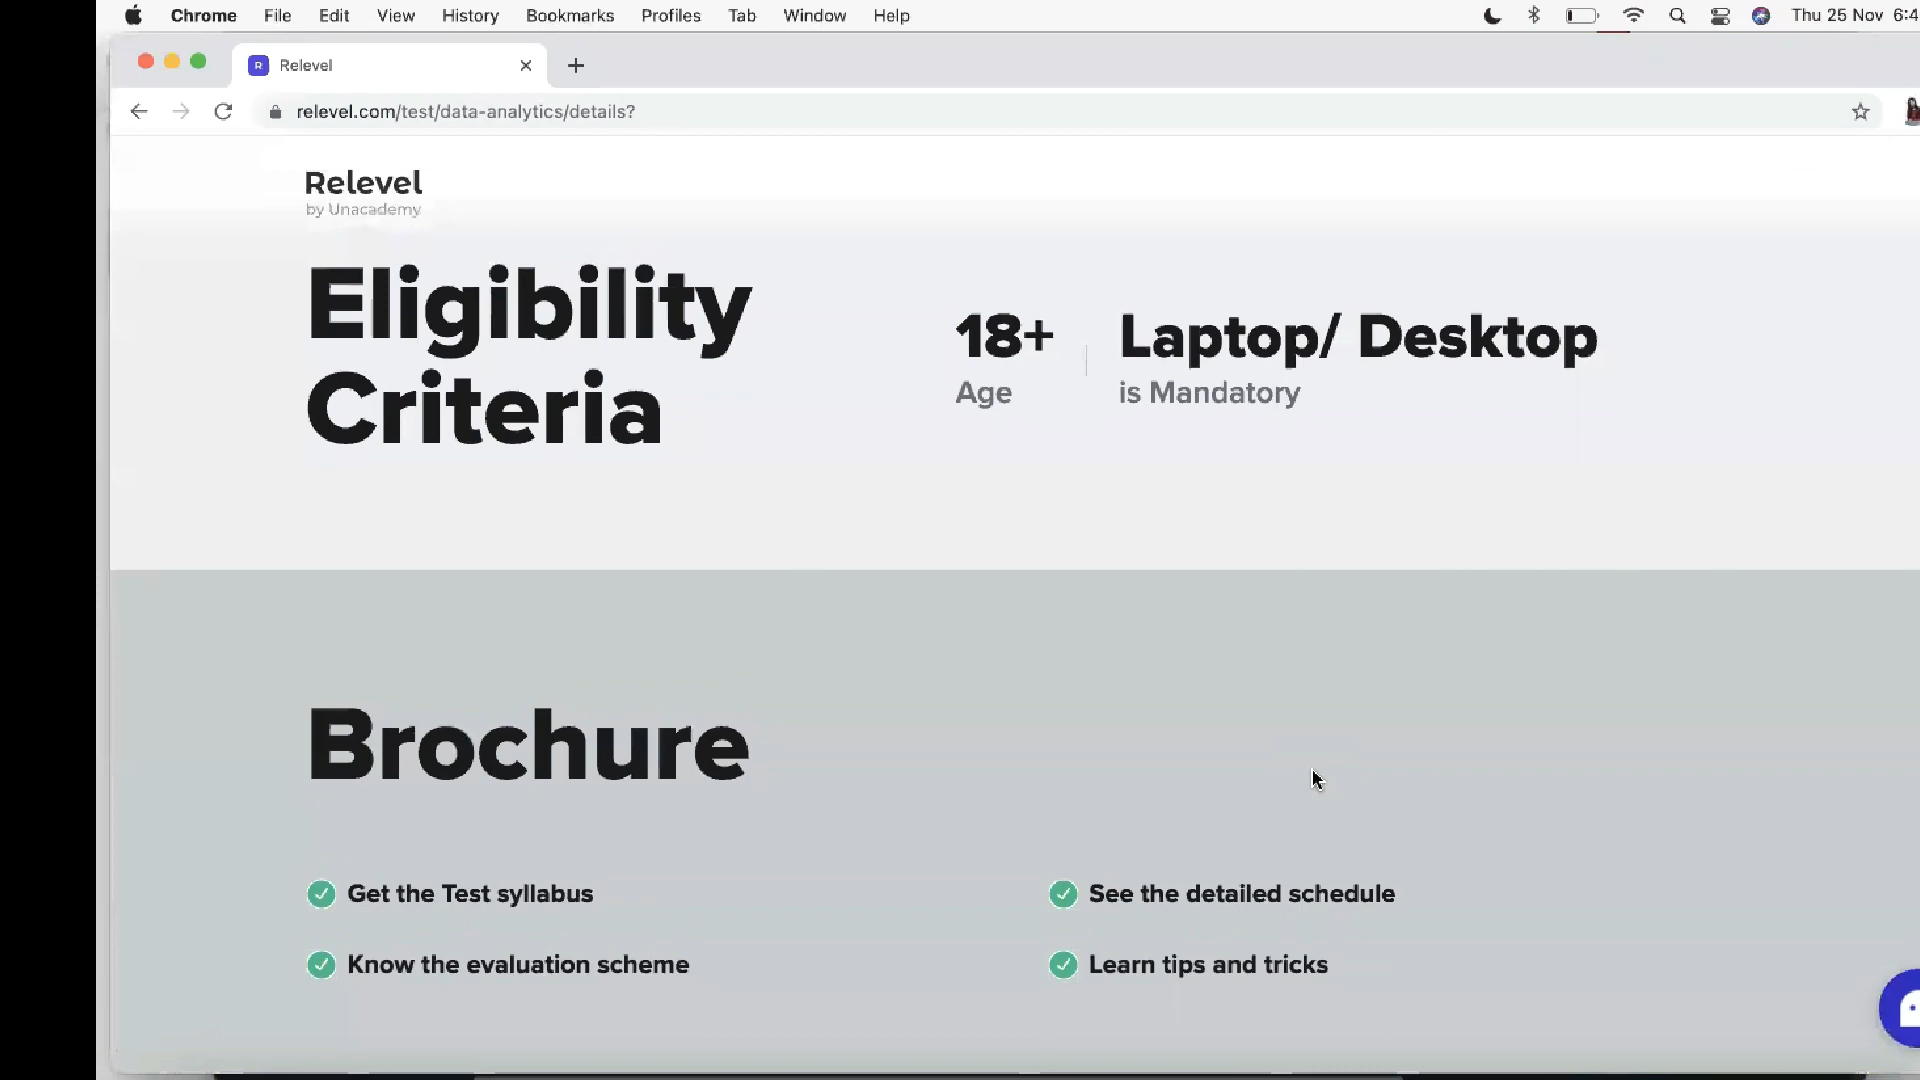 Chrome File Edit View History Bookmarks Profiles Tab Window Help Thu 25 Nov 6:4
R Relevel
relevel.com/test/data-analytics/details?
Relevel
by Unacademy
Eligibility
Criteria
18+
Age
Laptop/ Desktop
is Mandatory
Brochure
Get the Test syllabus
See the detailed schedule
Know the evaluation scheme
Learn tips and tricks